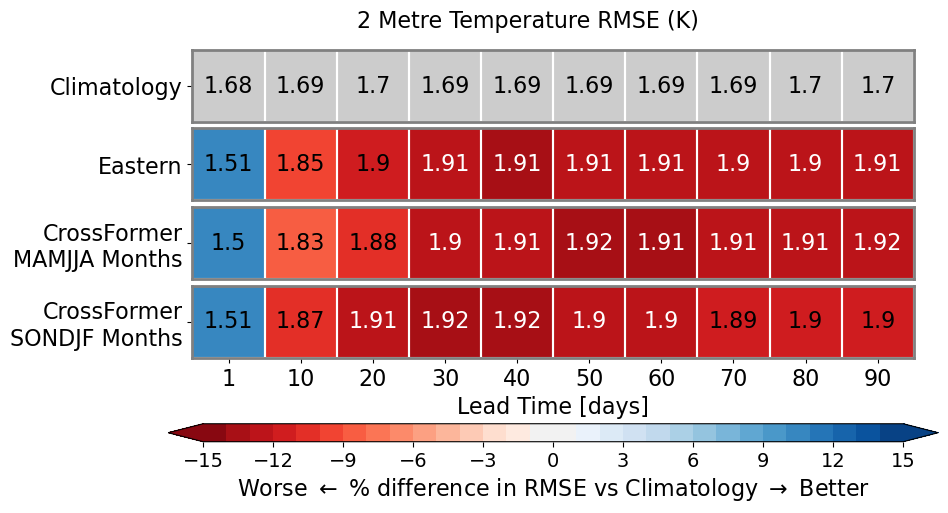 2 Metre Temperature RMSE (K)
Climatology 1.68 1.69 1.7 1.69 1.69 1.69 1.69 1.69 1.7 1.7
Eastern 1.51 1.85 1.9 1.91 1.91 1.91 1.91 1.9 1.9 1.91
CrossFormer
MAMJJA Months 1.5 1.83 1.88 1.9 1.91 1.92 1.91 1.91 1.91 1.92
CrossFormer
SONDJF Months 1.51 1.87 1.91 1.92 1.92 1.9 1.9 1.89 1.9 1.9
1 10 20 30 40 50 60 70 80 90
Lead Time [days]
−15 −12 −9 −6 −3 0 3 6 9 12 15
Worse ← % difference in RMSE vs Climatology → Better